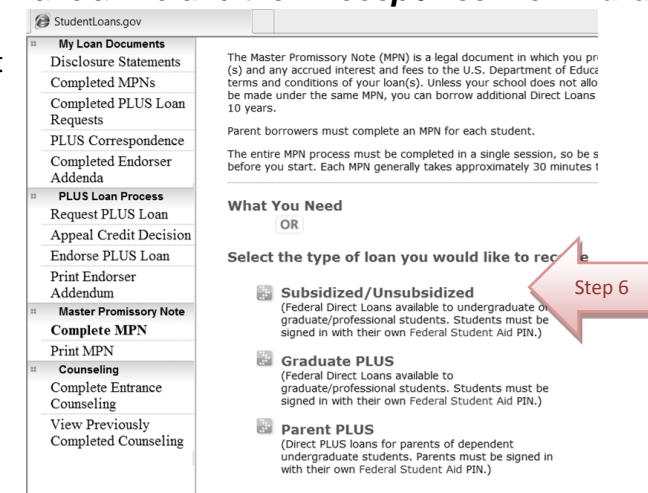 StudentLoans.gov
My Loan Documents
Disclosure Statements
Completed MPNs
Completed PLUS Loan
Requests
PLUS Correspondence
Completed Endorser
Addenda
PLUS Loan Process
Request PLUS Loan
Appeal Credit Decision
Endorse PLUS Loan
Print Endorser
Addendum
Master Promissory Note
Complete MPN
Print MPN
Counseling
Complete Entrance
Counseling
View Previously
Completed Counseling
The Master Promissory Note (MPN) is a legal document in which you
(s) and any accrued interest and fees to the U.S. Department of
terms and conditions of your loan(s). Unless your school does not
be made under the same MPN, you can borrow additional Direct Loans
10 years.
Parent borrowers must complete an MPN for each student.
The entire MPN process must be completed in a single session, so be
before you start. Each MPN generally takes approximately 30 minutes
What You Need
OR
Select the type of loan you would like to
Step 6
Subsidized/Unsubsidized
(Federal Direct Loans available to undergraduate
graduate/professional students. Students must be
signed in with their own Federal Student Aid PIN.)
Graduate PLUS
(Federal Direct Loans available to
graduate/professional students. Students must be
signed in with their own Federal Student Aid PIN.)
Parent PLUS
(Direct PLUS loans for parents of dependent
undergraduate students. Parents must be signed in
with their own Federal Student Aid PIN.)